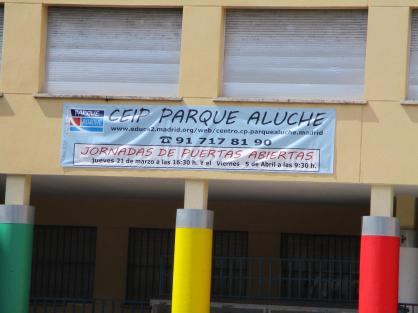 PARQUE
ALUCHE
CEIP PARQUE ALUCHE
www.educa2.madrid.org/web/centro.cp.parquealuche.madrid
☎ 91 717 81 90
JORNADAS DE PUERTAS ABIERTAS
Jueves 21 de marzo a las 16:30 h. Y el Viernes 5 de Abril a las 9:30 h.